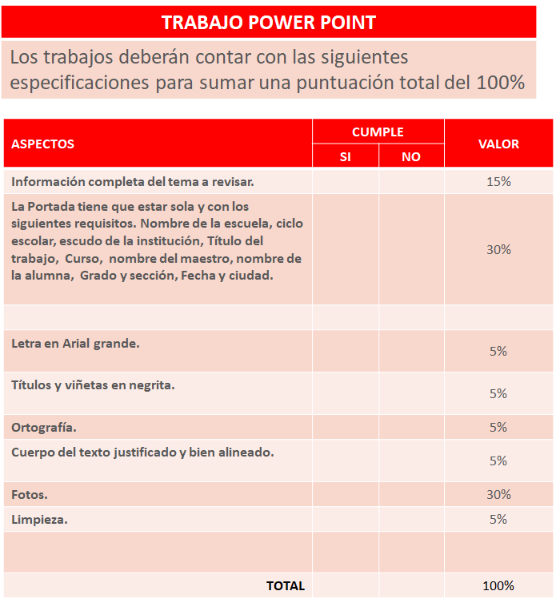 TRABAJO POWER POINT
Los trabajos deberán contar con las siguientes
especificaciones para sumar una puntuación total del 100%
ASPECTOS CUMPLE VALOR
SI NO
Información completa del tema a revisar. 15%
La Portada tiene que estar sola y con los
siguientes requisitos. Nombre de la escuela, ciclo
escolar, escudo de la institución, Título del
trabajo, Curso, nombre del maestro, nombre de
la alumna, Grado y sección, Fecha y ciudad.
30%
Letra en Arial grande. 5%
Títulos y viñetas en negrita. 5%
Ortografía. 5%
Cuerpo del texto justificado y bien alineado. 5%
Fotos. 30%
Limpieza. 5%
TOTAL 100%